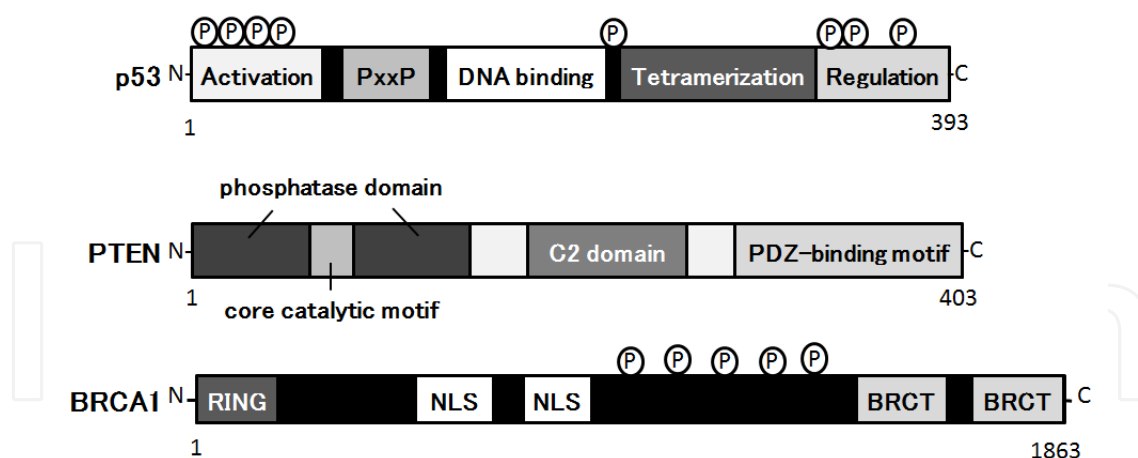 P P P P P P P P
p53 N- Activation PxxP DNA binding Tetramerization Regulation -C
1 393
phosphatase domain
PTEN N- C2 domain PDZ-binding motif -C
1 403
core catalytic motif
P P P P P
BRCA1 N- RING NLS NLS BRCT BRCT - C
1 1863